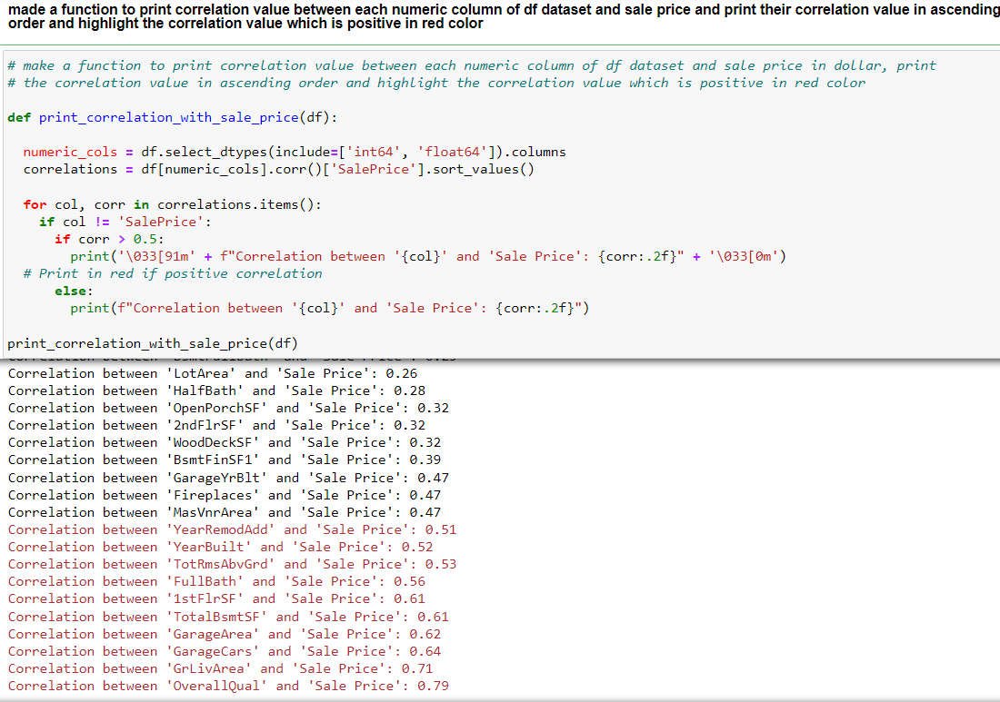 made a function to print correlation value between each numeric column of df dataset and sale price and print their correlation value in ascending
order and highlight the correlation value which is positive in red color
# make a function to print correlation value between each numeric column of df dataset and sale price in dollar, print
# the correlation value in ascending order and highlight the correlation value which is positive in red color
def print_correlation_with_sale_price(df):
numeric_cols = df.select_dtypes(include=['int64', 'float64']).columns
correlations = df[numeric_cols].corr()['SalePrice'].sort_values()
for col, corr in correlations.items():
if col != 'SalePrice':
if corr > 0.5:
print('\033[91m' + f"Correlation between '{col}' and 'Sale Price': {corr:.2f}" + '\033[0m')
# Print in red if positive correlation
else:
print(f"Correlation between '{col}' and 'Sale Price': {corr:.2f}")
print_correlation_with_sale_price(df)
Correlation between 'LotArea' and 'Sale Price': 0.26
Correlation between 'HalfBath' and 'Sale Price': 0.28
Correlation between 'OpenPorchSF' and 'Sale Price': 0.32
Correlation between '2ndFlrSF' and 'Sale Price': 0.32
Correlation between 'WoodDeckSF' and 'Sale Price': 0.32
Correlation between 'BsmtFinSF1' and 'Sale Price': 0.39
Correlation between 'GarageYrBlt' and 'Sale Price': 0.47
Correlation between 'Fireplaces' and 'Sale Price': 0.47
Correlation between 'MasVnrArea' and 'Sale Price': 0.47
Correlation between 'YearRemodAdd' and 'Sale Price': 0.51
Correlation between 'YearBuilt' and 'Sale Price': 0.52
Correlation between 'TotRmsAbvGrd' and 'Sale Price': 0.53
Correlation between 'FullBath' and 'Sale Price': 0.56
Correlation between '1stFlrSF' and 'Sale Price': 0.61
Correlation between 'TotalBsmtSF' and 'Sale Price': 0.61
Correlation between 'GarageArea' and 'Sale Price': 0.62
Correlation between 'GarageCars' and 'Sale Price': 0.64
Correlation between 'GrLivArea' and 'Sale Price': 0.71
Correlation between 'OverallQual' and 'Sale Price': 0.79